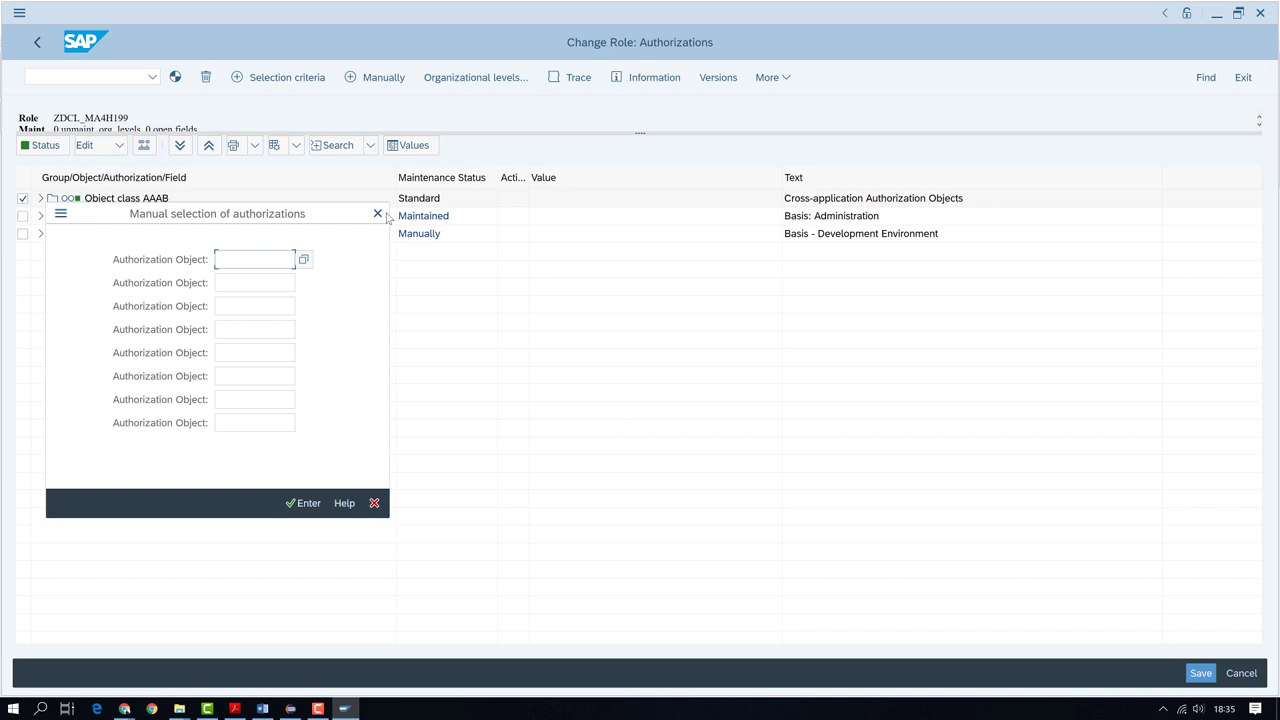 SAP
Change Role: Authorizations
Selection criteria
Manually
Organizational levels...
Trace
Information
Versions
More
Find
Exit
Role ZDCL_MA4H199
Maint. 0 unmaint. org. levels, 0 open fields
Status
Edit
Search
Values
Group/Object/Authorization/Field Maintenance Status Acti... Value Text
Object class AAAB Standard Cross-application Authorization Objects
Maintained Basis: Administration
Manually Basis - Development Environment
Manual selection of authorizations
Authorization Object:
Authorization Object:
Authorization Object:
Authorization Object:
Authorization Object:
Authorization Object:
Authorization Object:
Authorization Object:
Enter Help
Save Cancel
18:35